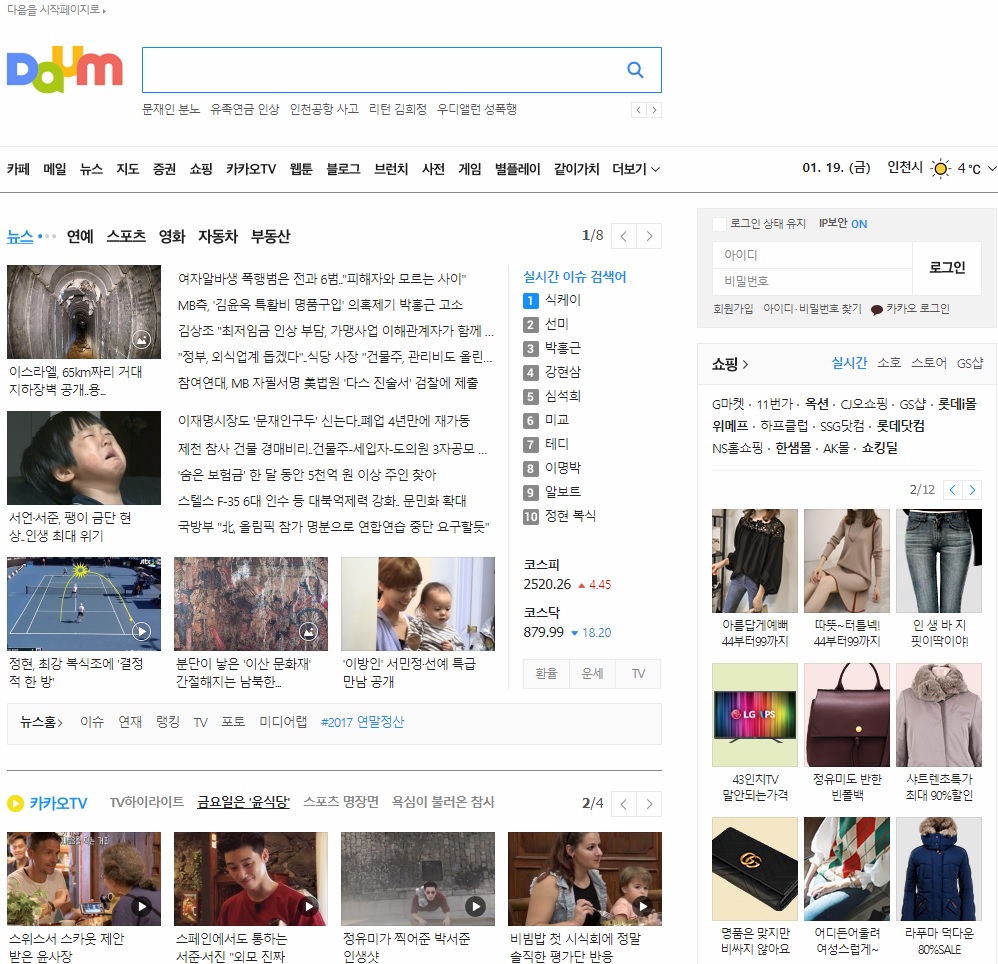 다음을 시작페이지로
Daum
문재인 분노 유족연금 인상 인천공항 사고 리턴 김희정 우디앨런 성폭행
카페 메일 뉴스 지도 증권 쇼핑 카카오TV 웹툰 블로그 브런치 사전 게임 별플레이 같이가치 더보기
01. 19. (금) 인천시 4 ℃
뉴스 연예 스포츠 영화 자동차 부동산
1/8
이스라엘, 65km짜리 거대
지하장벽 공개..용...
서언·서준, 팽이 금단 현
상..인생 최대 위기
여자알바생 폭행범은 전과 6범.."피해자와 모르는 사이"
MB측, '김윤옥 특활비 명품구입' 의혹제기 박홍근 고소
김상조 "최저임금 인상 부담, 가맹사업 이해관계자가 함께 ...
"정부, 외식업계 돕겠다"..식당 사장 "건물주, 관리비도 올린...
참여연대, MB 자필서명 美법원 '다스 진술서' 검찰에 제출
이재명시장도 '문재인구두' 신는다..폐업 4년만에 재가동
제천 참사 건물 경매비리..건물주-세입자-도의원 3자공모 ...
'숨은 보험금' 한 달 동안 5천억 원 이상 주인 찾아
스텔스 F-35 6대 인수 등 대북억제력 강화.. 문민화 확대
국방부 "北, 올림픽 참가 명분으로 연합연습 중단 요구할듯"
jtbc
정현, 최강 복식조에 '결정
적 한 방'
분단이 낳은 '이산 문화재'
간절해지는 남북한...
'이방인' 서민정·선예 특급
만남 공개
실시간 이슈 검색어
1 식케이
2 선미
3 박홍근
4 강현삼
5 심석희
6 미교
7 테디
8 이명박
9 알보트
10 정현 복식
코스피
2520.26 ▲ 4.45
코스닥
879.99 ▼ 18.20
환율 운세 TV
뉴스홈 이슈 연재 랭킹 TV 포토 미디어랩 #2017 연말정산
카카오TV TV하이라이트 금요일은 '윤식당' 스포츠 명장면 욕심이 불러온 참사
2/4
스위스서 스카웃 제안
받은 윤사장
스페인에서도 통하는
서준·서진 "외모 진짜
정유미가 찍어준 박서준
인생샷
비빔밥 첫 시식회에 정말
솔직한 평가단 반응
로그인 상태 유지 IP보안 ON
아이디
비밀번호
로그인
회원가입 아이디·비밀번호 찾기 카카오 로그인
쇼핑 실시간 소호 스토어 GS샵
G마켓 · 11번가 · 옥션 · CJ오쇼핑 · GS샵 · 롯데i몰
위메프 · 하프클럽 · SSG닷컴 · 롯데닷컴
NS홈쇼핑 · 한샘몰 · AK몰 · 쇼킹딜
2/12
아름답게예뻐
44부터99까지
따뜻~터틀넥!
44부터99까지
인 생 바 지
핏이딱이야!
43인치TV
말안되는가격
정유미도 반한
빈폴백
샤트렌초특가
최대 90%할인
명품은 맞지만
비싸지 않아요
어디든어울려
여성스럽게~
라푸마 덕다운
80%SALE